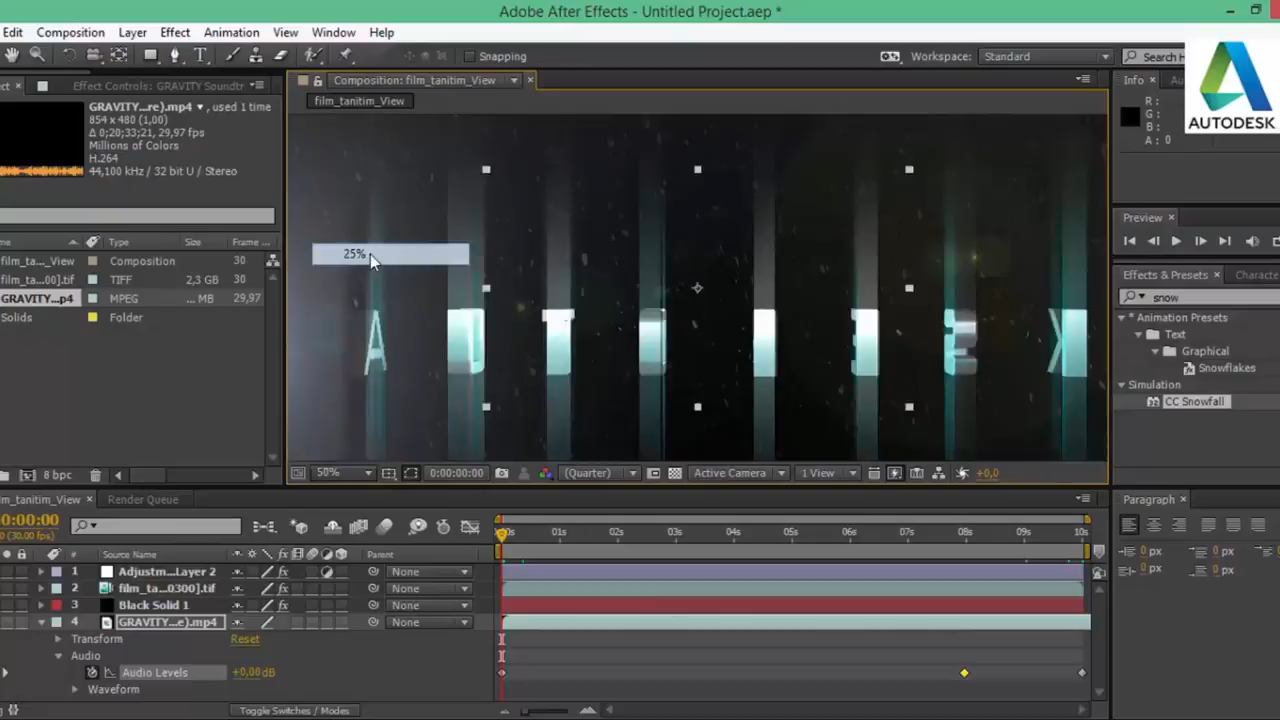 Adobe After Effects - Untitled Project.aep *
Edit Composition Layer Effect Animation View Window Help
Snapping
Workspace: Standard
Search H
AUTODESK
Effect Controls: GRAVITY Soundtr
Composition: film_tanitim_View
Info
film_tanitim_View
GRAVITY...re).mp4 , used 1 time
854 x 480 (1,00)
Δ 0;20;33;21, 29,97 fps
Millions of Colors
H.264
44,100 kHz / 32 bit U / Stereo
R :
G :
B :
A : 0
25%
Type Size Frame ...
film_ta..._View Composition 30
film_ta...00].tif TIFF 2,3 GB 30
GRAVITY...p4 MPEG ... MB 29,97
Solids Folder
8 bpc
50% 0:00:00:00 (Quarter) Active Camera 1 View +0,0
Preview
Effects & Presets
snow
* Animation Presets
Text
Graphical
Snowflakes
Simulation
CC Snowfall
Render Queue
Paragraph
0:00:00
(30.00 fps)
01s 02s 03s 04s 05s 06s 07s 08s 09s 10s
# Source Name Parent
1 Adjustm...Layer 2 None
2 film_ta...0300].tif None
3 Black Solid 1 None
4 GRAVITY...e).mp4 None
Transform Reset
Audio
Audio Levels +0,00dB
Waveform
Toggle Switches / Modes
0 px 0 px
0 px 0 px